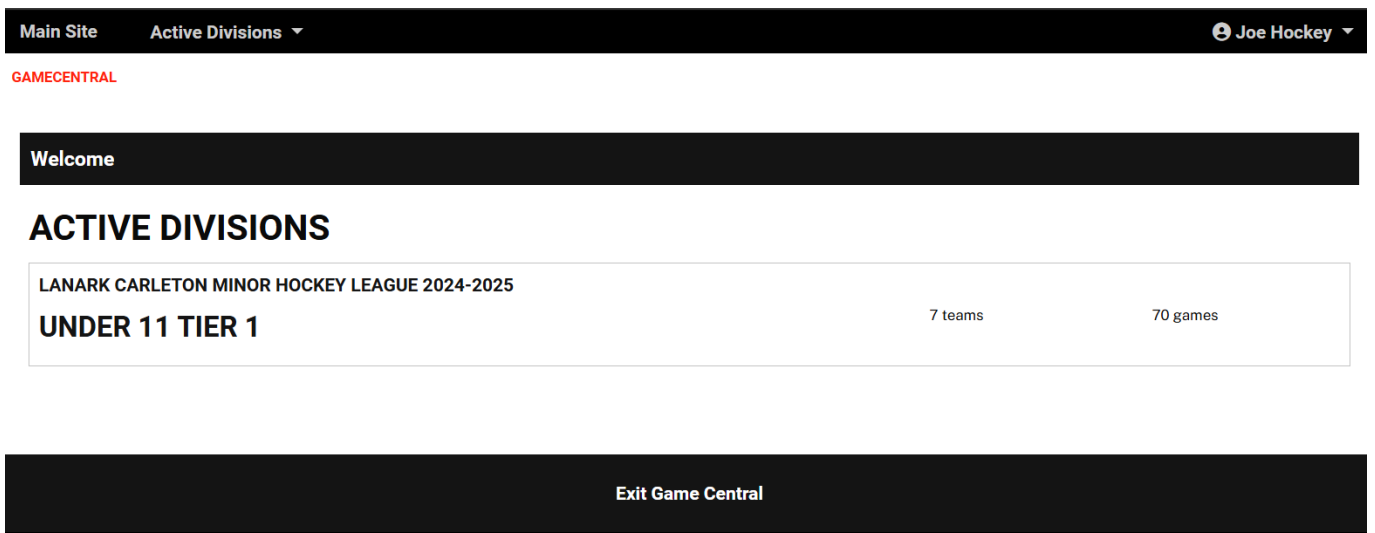 Main Site Active Divisions Joe Hockey
GAMECENTRAL
Welcome
ACTIVE DIVISIONS
LANARK CARLETON MINOR HOCKEY LEAGUE 2024-2025
UNDER 11 TIER 1 7 teams 70 games
Exit Game Central